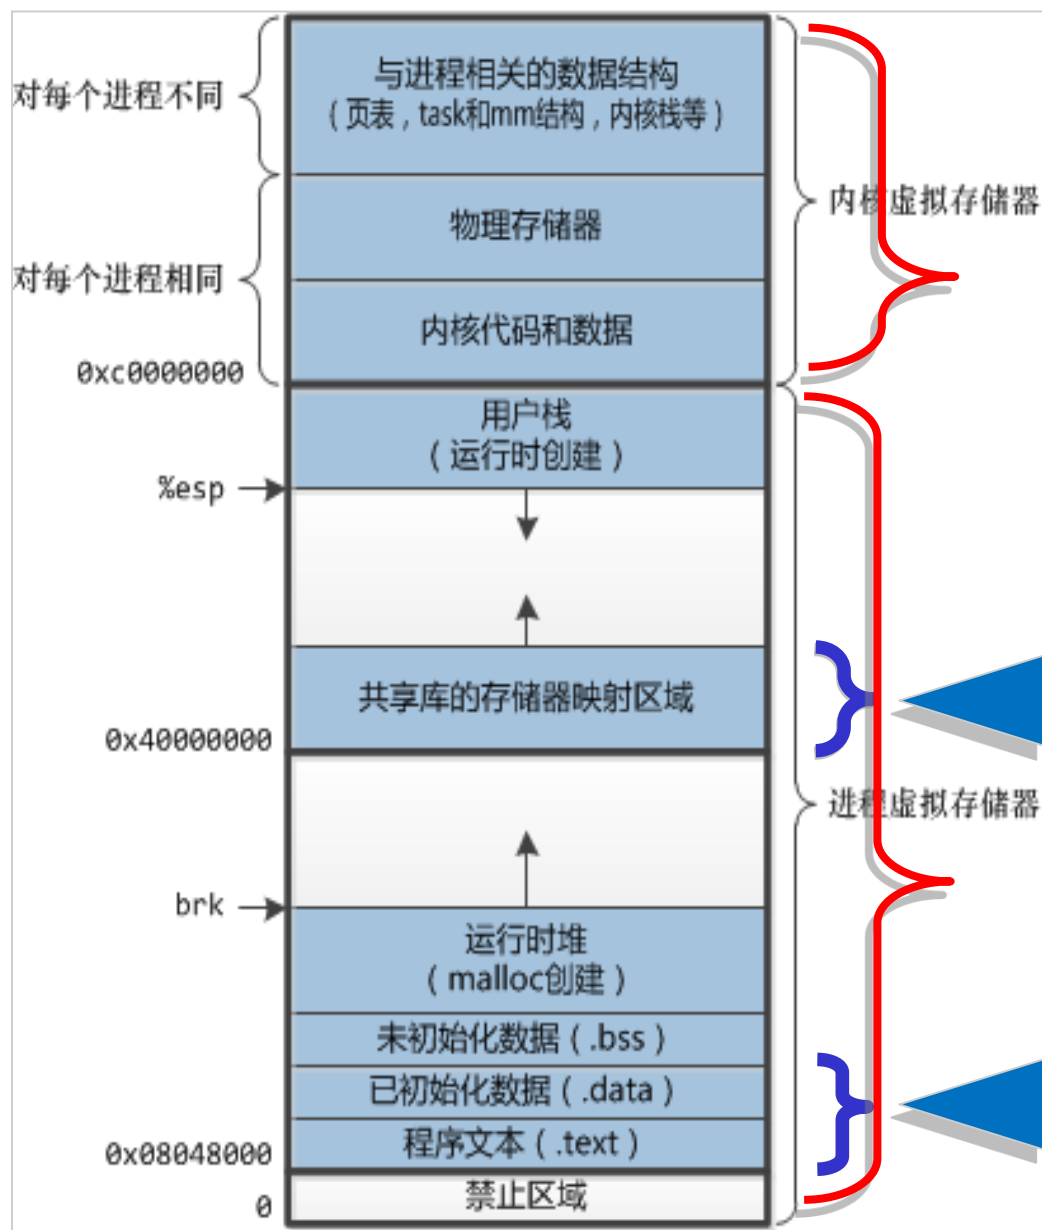 与进程相关的数据结构
（页表，task和mm结构，内核栈等）
对每个进程不同
内核虚拟存储器
物理存储器
对每个进程相同
内核代码和数据
0xc0000000
用户栈
（运行时创建）
%esp
共享库的存储器映射区域
0x40000000
进程虚拟存储器
brk
运行时堆
（malloc创建）
未初始化数据（.bss）
已初始化数据（.data）
程序文本（.text）
0x08048000
禁止区域
0